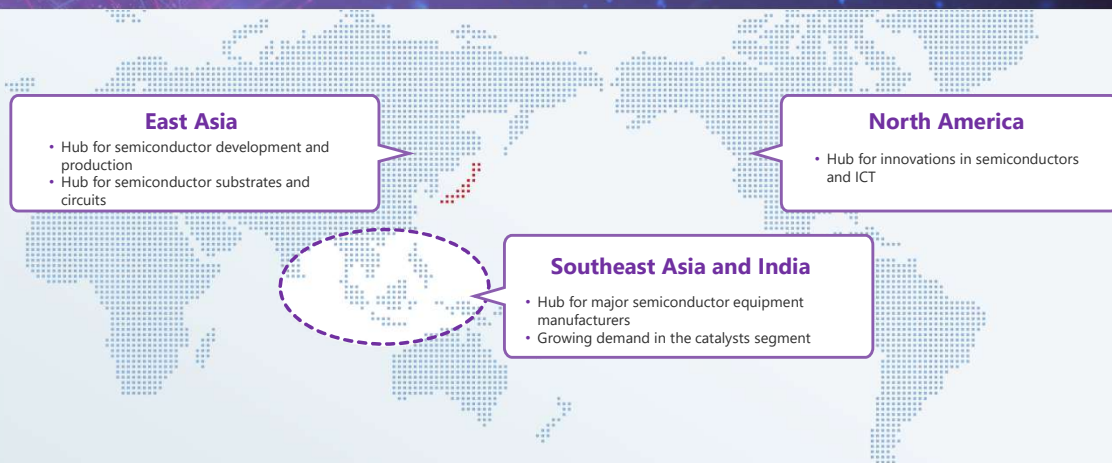 East Asia
• Hub for semiconductor development and
production
• Hub for semiconductor substrates and
circuits
North America
• Hub for innovations in semiconductors
and ICT
Southeast Asia and India
• Hub for major semiconductor equipment
manufacturers
• Growing demand in the catalysts segment